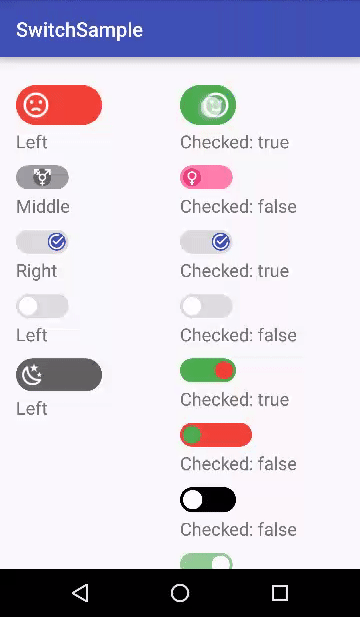 SwitchSample
Left
Checked: true
Middle
Checked: false
Right
Checked: true
Left
Checked: false
Left
Checked: true
Checked: false
Checked: false